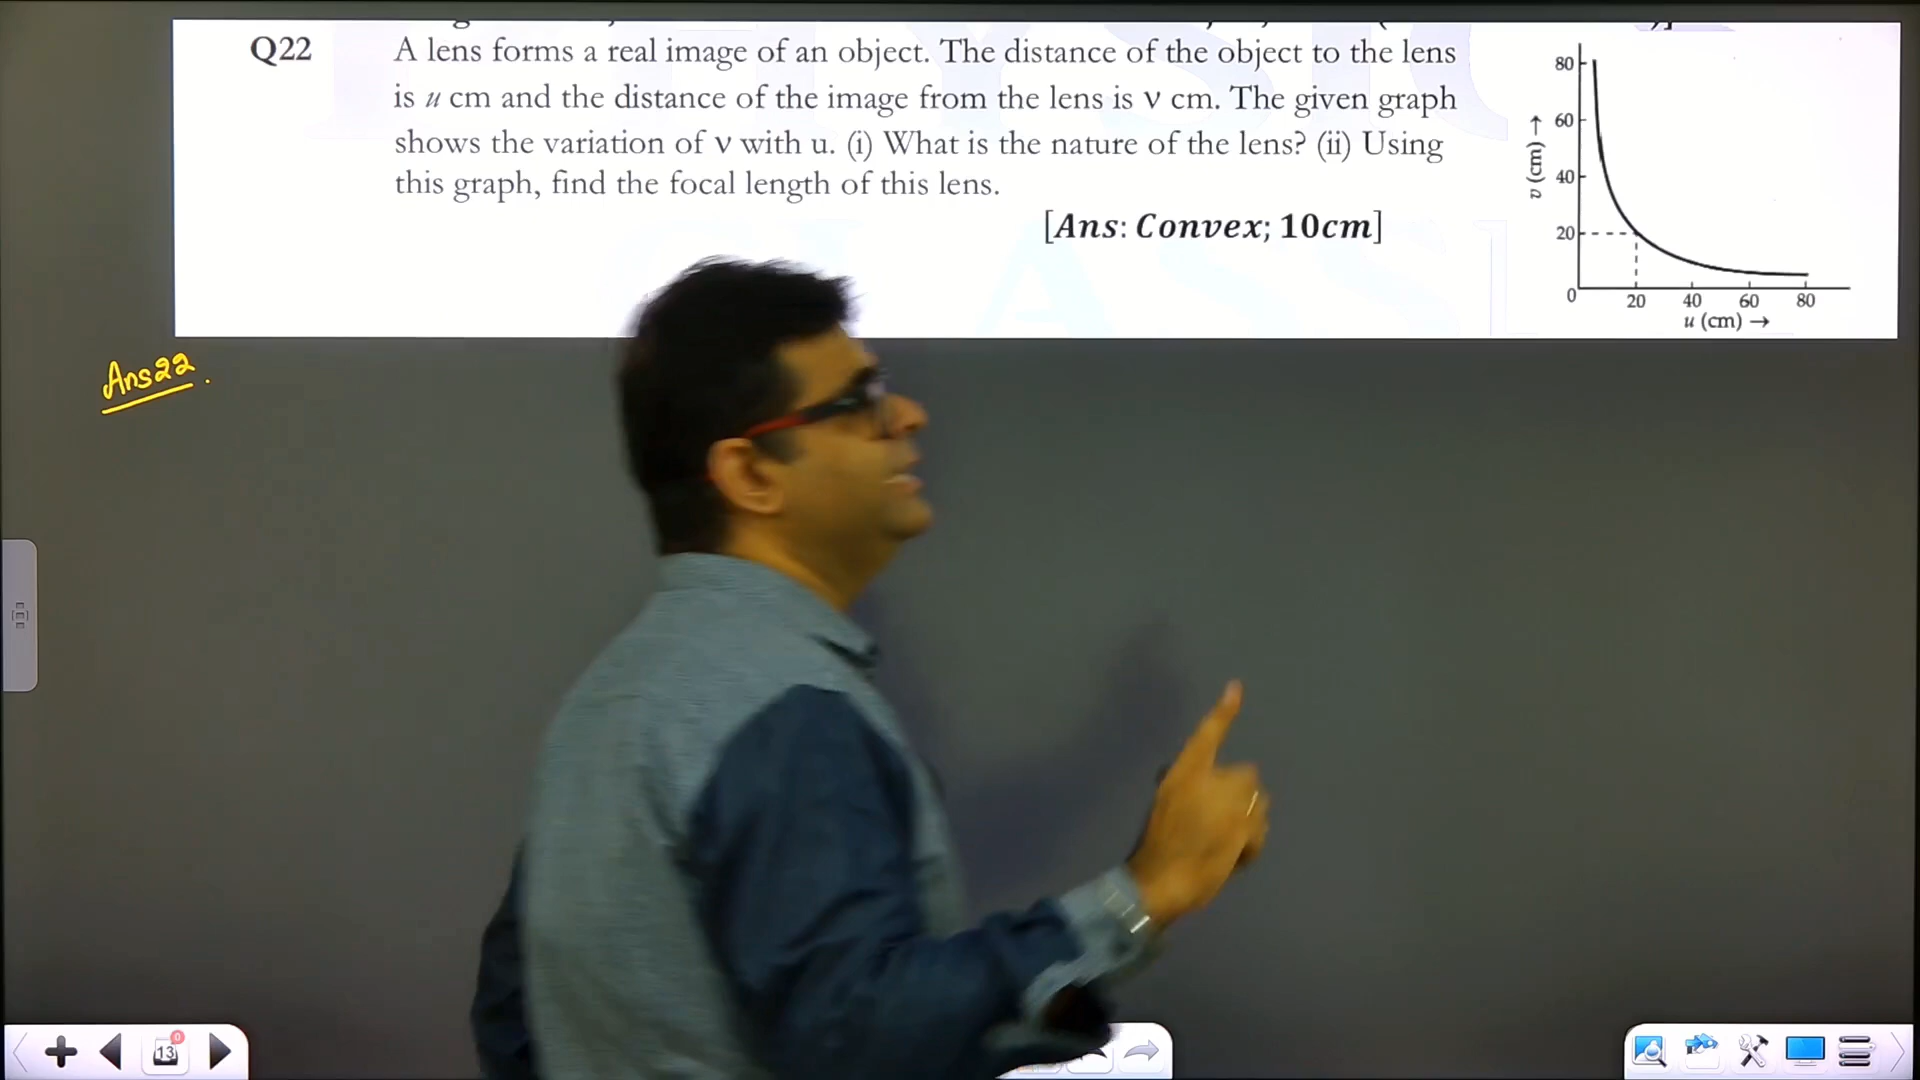 Q22 A lens forms a real image of an object. The distance of the object to the lens
is u cm and the distance of the image from the lens is ν cm. The given graph
shows the variation of ν with u. (i) What is the nature of the lens? (ii) Using
this graph, find the focal length of this lens.
[Ans: Convex; 10cm]
80
60
40
20
0
v (cm) →
20 40 60 80
u (cm) →
Ans22.
13
0